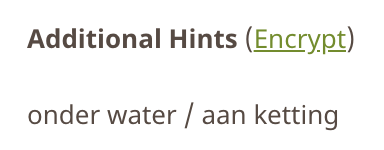 Additional Hints (Encrypt)
onder water / aan ketting